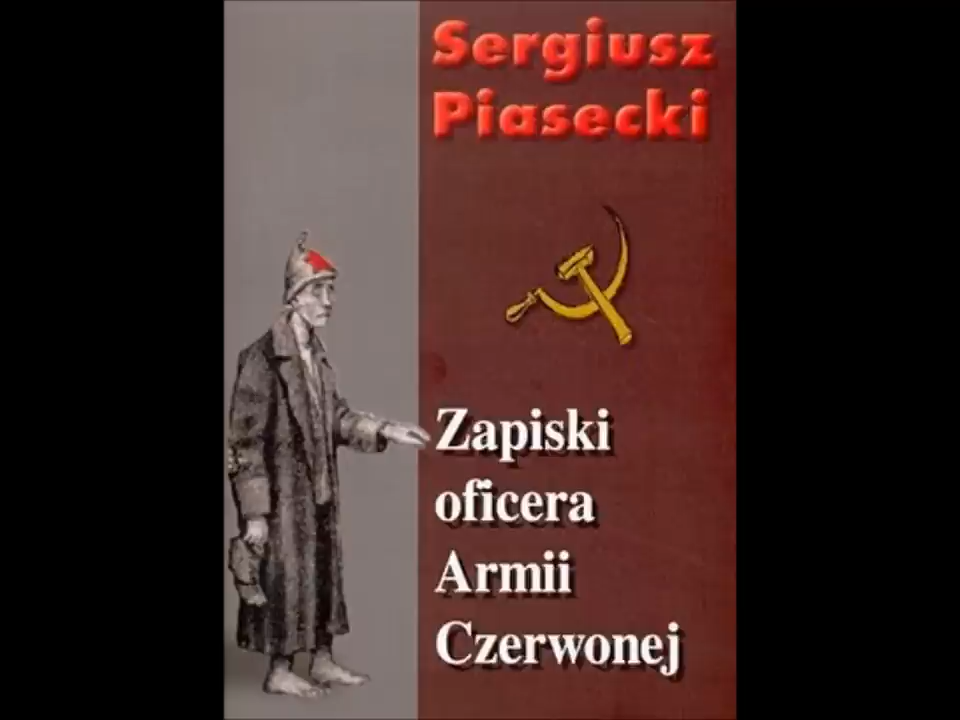 Sergiusz
Piasecki
Zapiski
oficera
Armii
Czerwonej